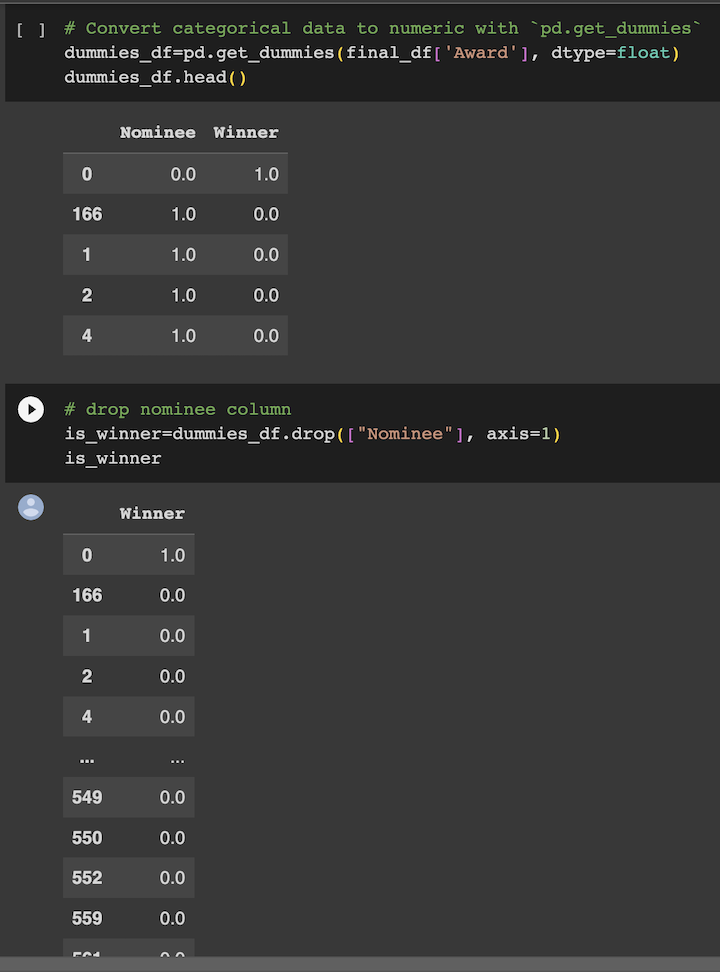 [ ] # Convert categorical data to numeric with `pd.get_dummies`
dummies_df=pd.get_dummies(final_df['Award'], dtype=float)
dummies_df.head()
Nominee Winner
0 0.0 1.0
166 1.0 0.0
1 1.0 0.0
2 1.0 0.0
4 1.0 0.0
# drop nominee column
is_winner=dummies_df.drop(["Nominee"], axis=1)
is_winner
Winner
0 1.0
166 0.0
1 0.0
2 0.0
4 0.0
... ...
549 0.0
550 0.0
552 0.0
559 0.0